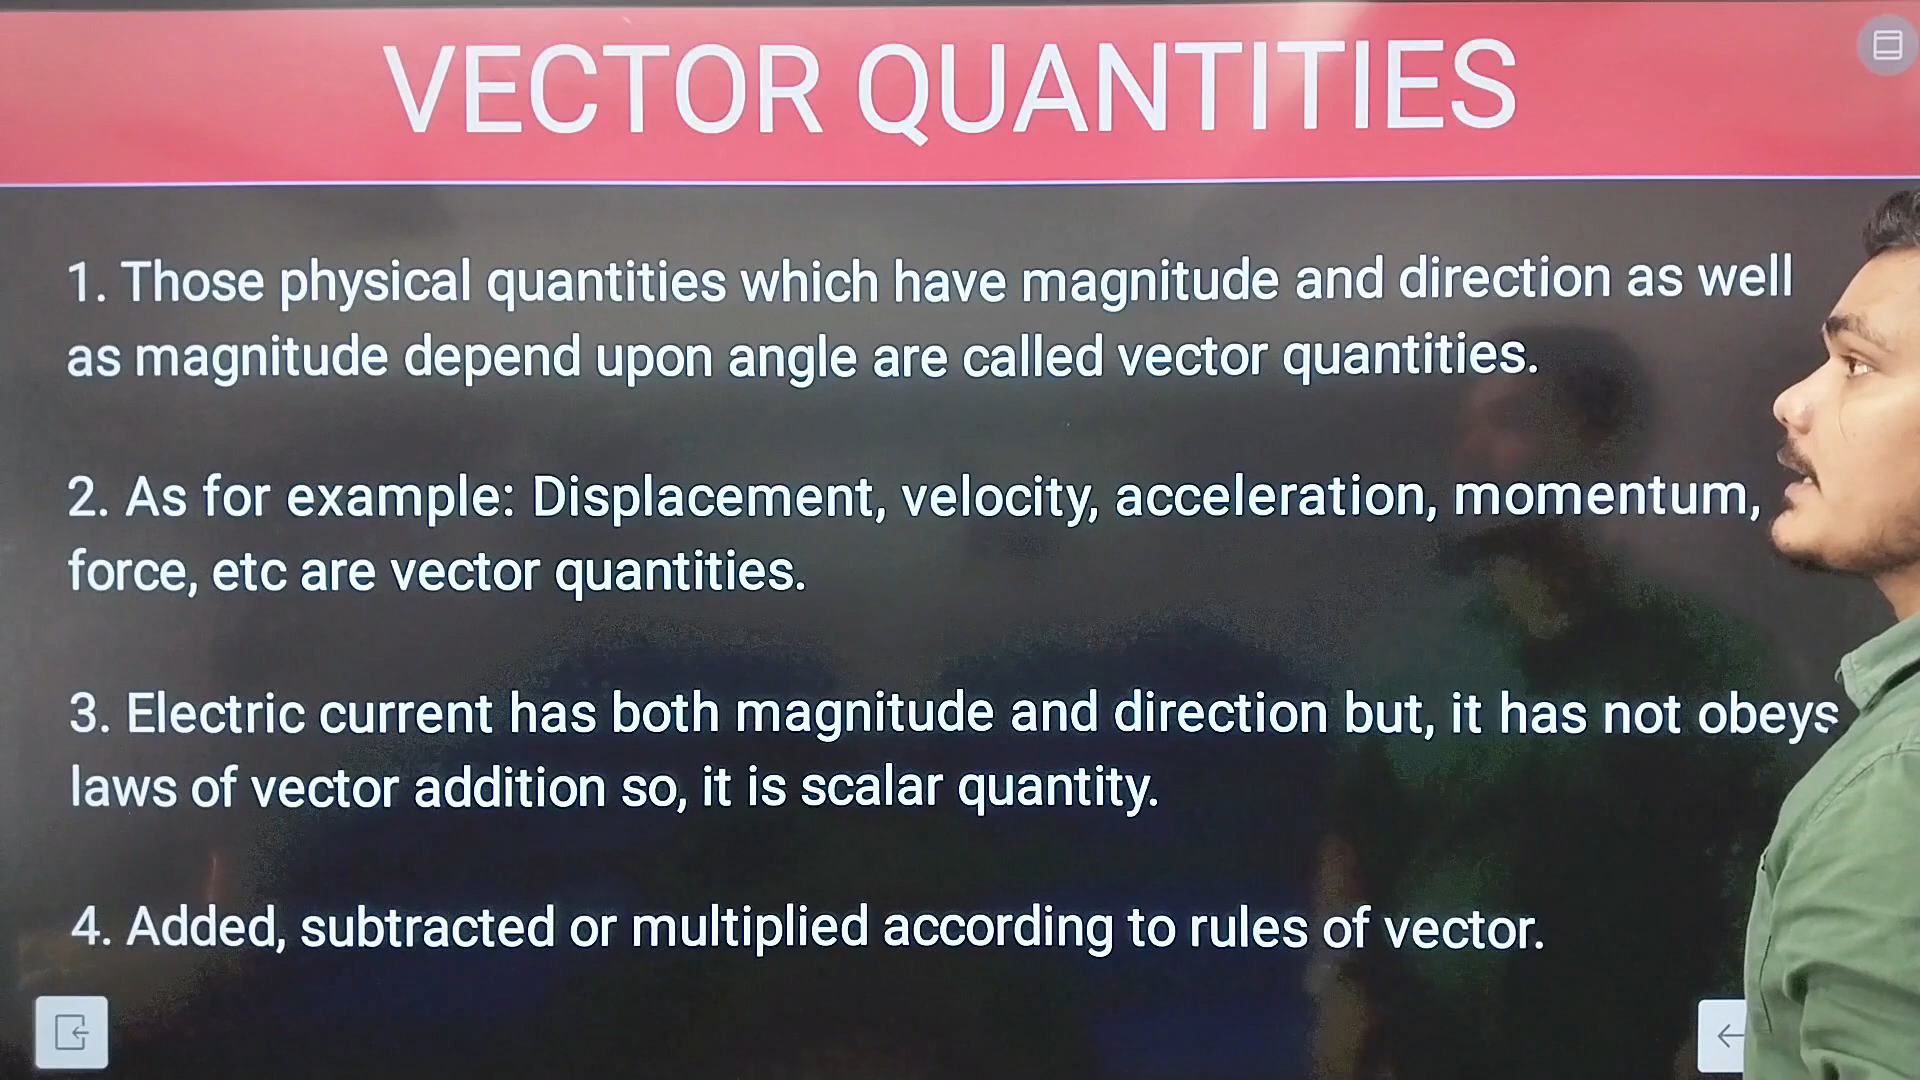 VECTOR QUANTITIES
1. Those physical quantities which have magnitude and direction as well
as magnitude depend upon angle are called vector quantities.
2. As for example: Displacement, velocity, acceleration, momentum,
force, etc are vector quantities.
3. Electric current has both magnitude and direction but, it has not obeys
laws of vector addition so, it is scalar quantity.
4. Added, subtracted or multiplied according to rules of vector.